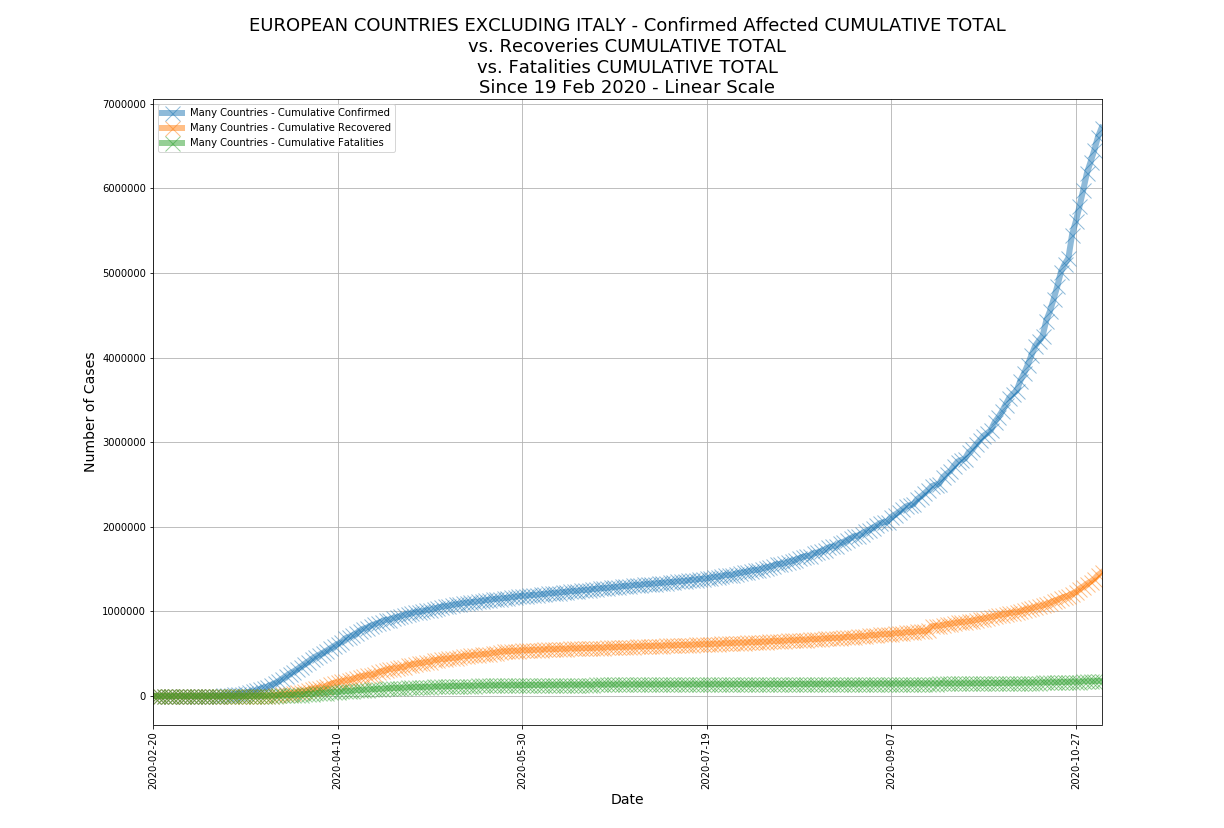 EUROPEAN COUNTRIES EXCLUDING ITALY - Confirmed Affected CUMULATIVE TOTAL
vs. Recoveries CUMULATIVE TOTAL
vs. Fatalities CUMULATIVE TOTAL
Since 19 Feb 2020 - Linear Scale
Many Countries - Cumulative Confirmed
Many Countries - Cumulative Recovered
Many Countries - Cumulative Fatalities
Number of Cases
7000000
6000000
5000000
4000000
3000000
2000000
1000000
0
2020-02-20
2020-04-10
2020-05-30
2020-07-19
2020-09-07
2020-10-27
Date